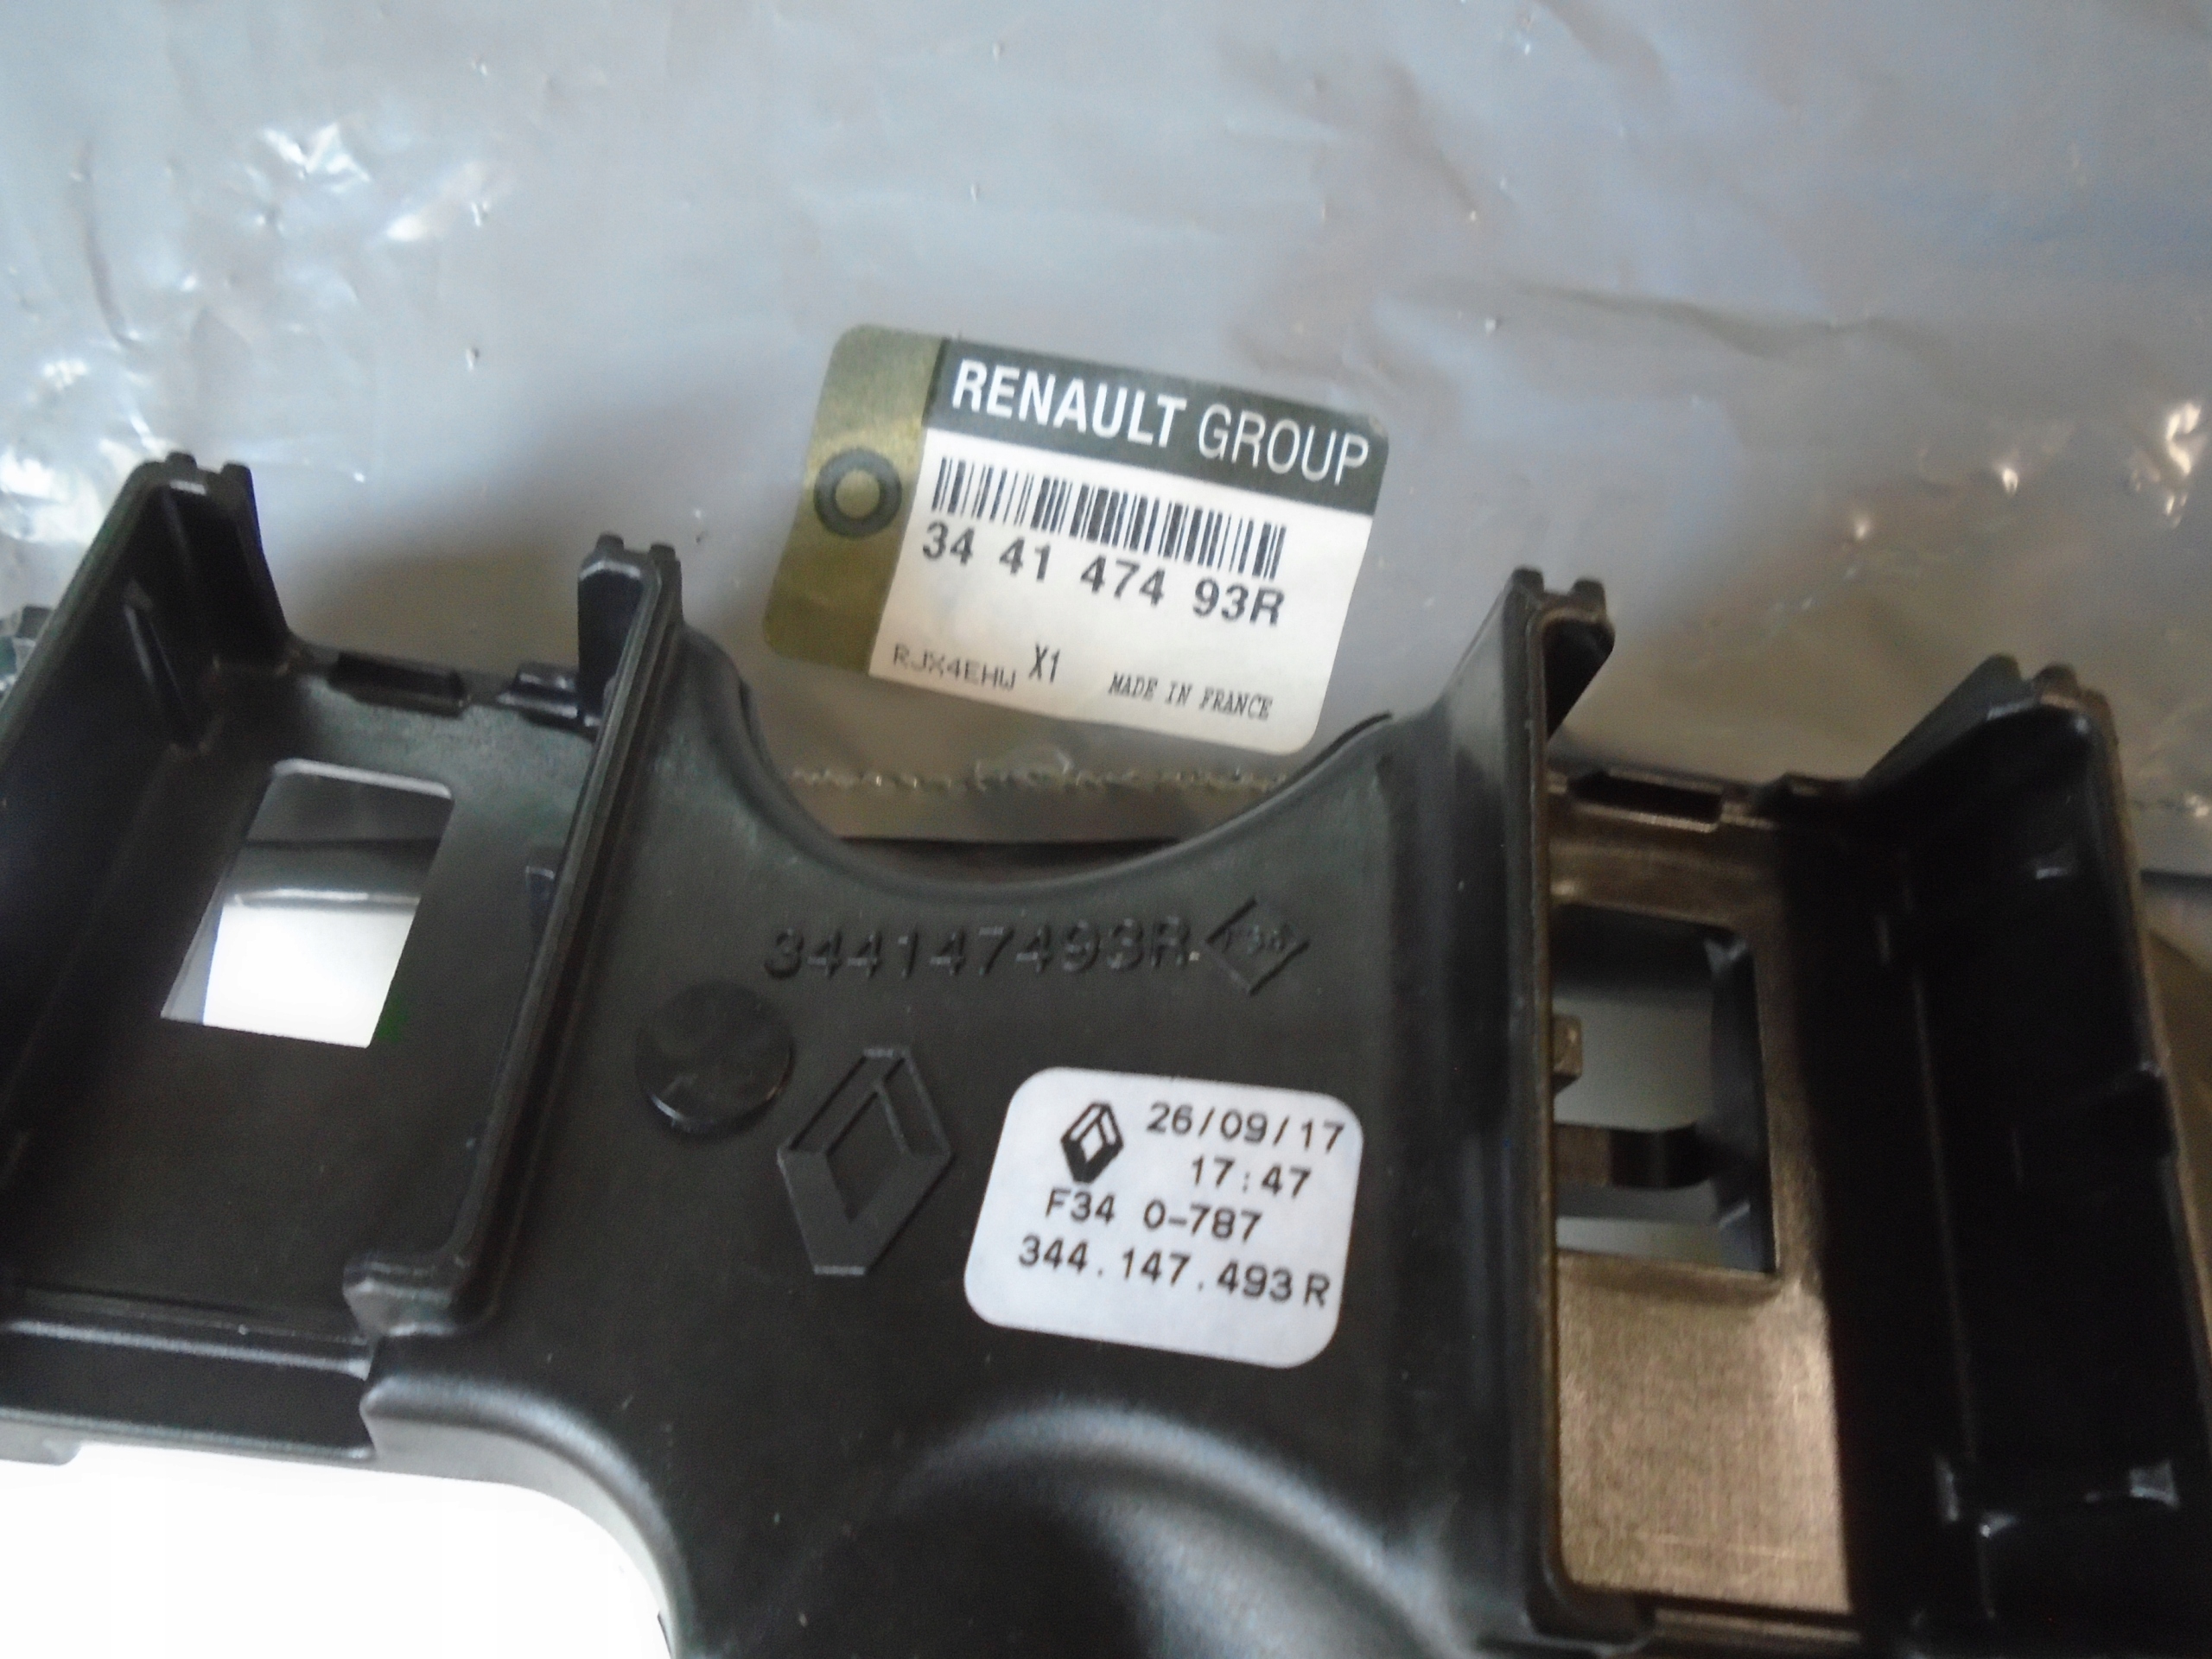 RENAULT GROUP
34 41 474 93R
RJX4EHW X1 MADE IN FRANCE
344147493R
26/09/17
17:47
F34 0-787
344.147.493R